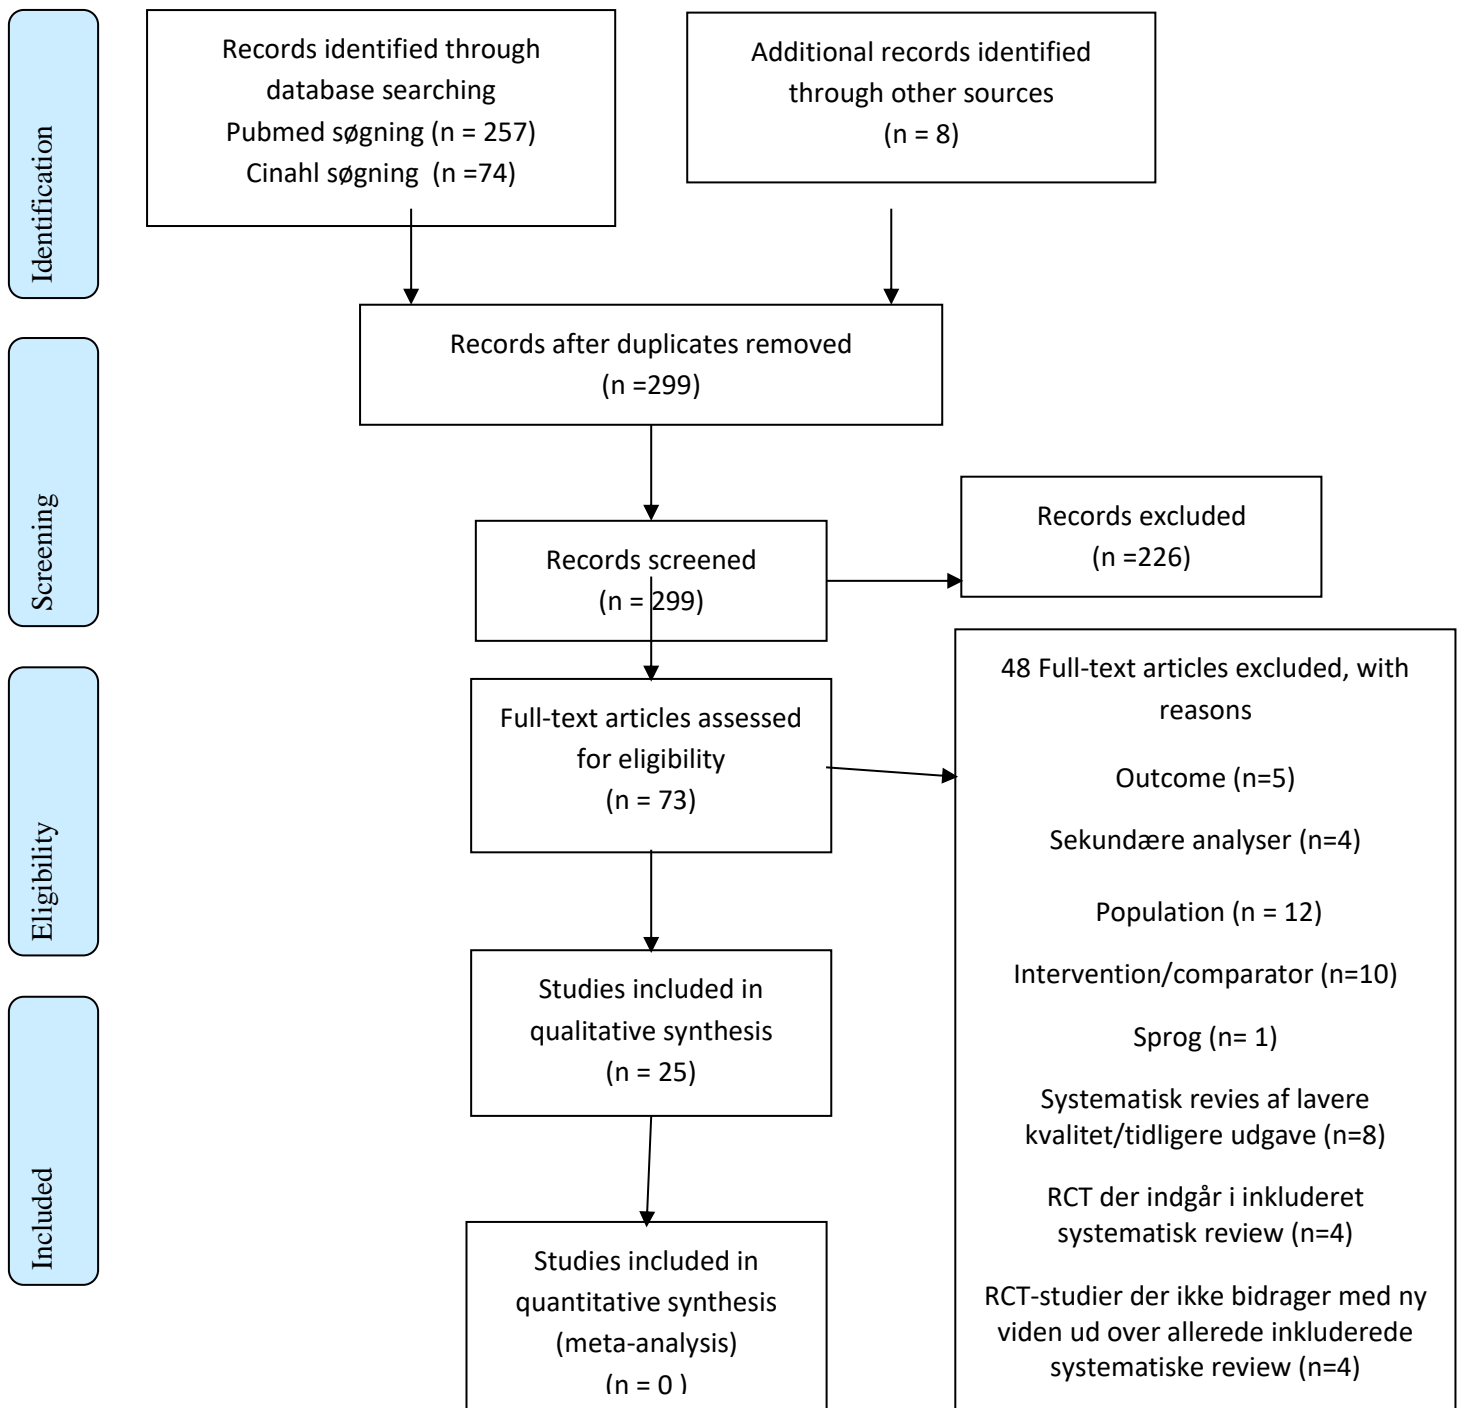 Identification
Records identified through
database searching
Pubmed søgning (n = 257)
Cinahl søgning (n =74)
Additional records identified
through other sources
(n = 8)
Records after duplicates removed
(n =299)
Screening
Records screened
(n = 299)
Records excluded
(n =226)
Eligibility
Full-text articles assessed
for eligibility
(n = 73)
48 Full-text articles excluded, with
reasons
Outcome (n=5)
Sekundære analyser (n=4)
Population (n = 12)
Intervention/comparator (n=10)
Sprog (n= 1)
Systematisk revies af lavere
kvalitet/tidligere udgave (n=8)
RCT der indgår i inkluderet
systematisk review (n=4)
RCT-studier der ikke bidrager med ny
viden ud over allerede inkluderede
systematiske review (n=4)
Studies included in
qualitative synthesis
(n = 25)
Included
Studies included in
quantitative synthesis
(meta-analysis)
(n = 0 )